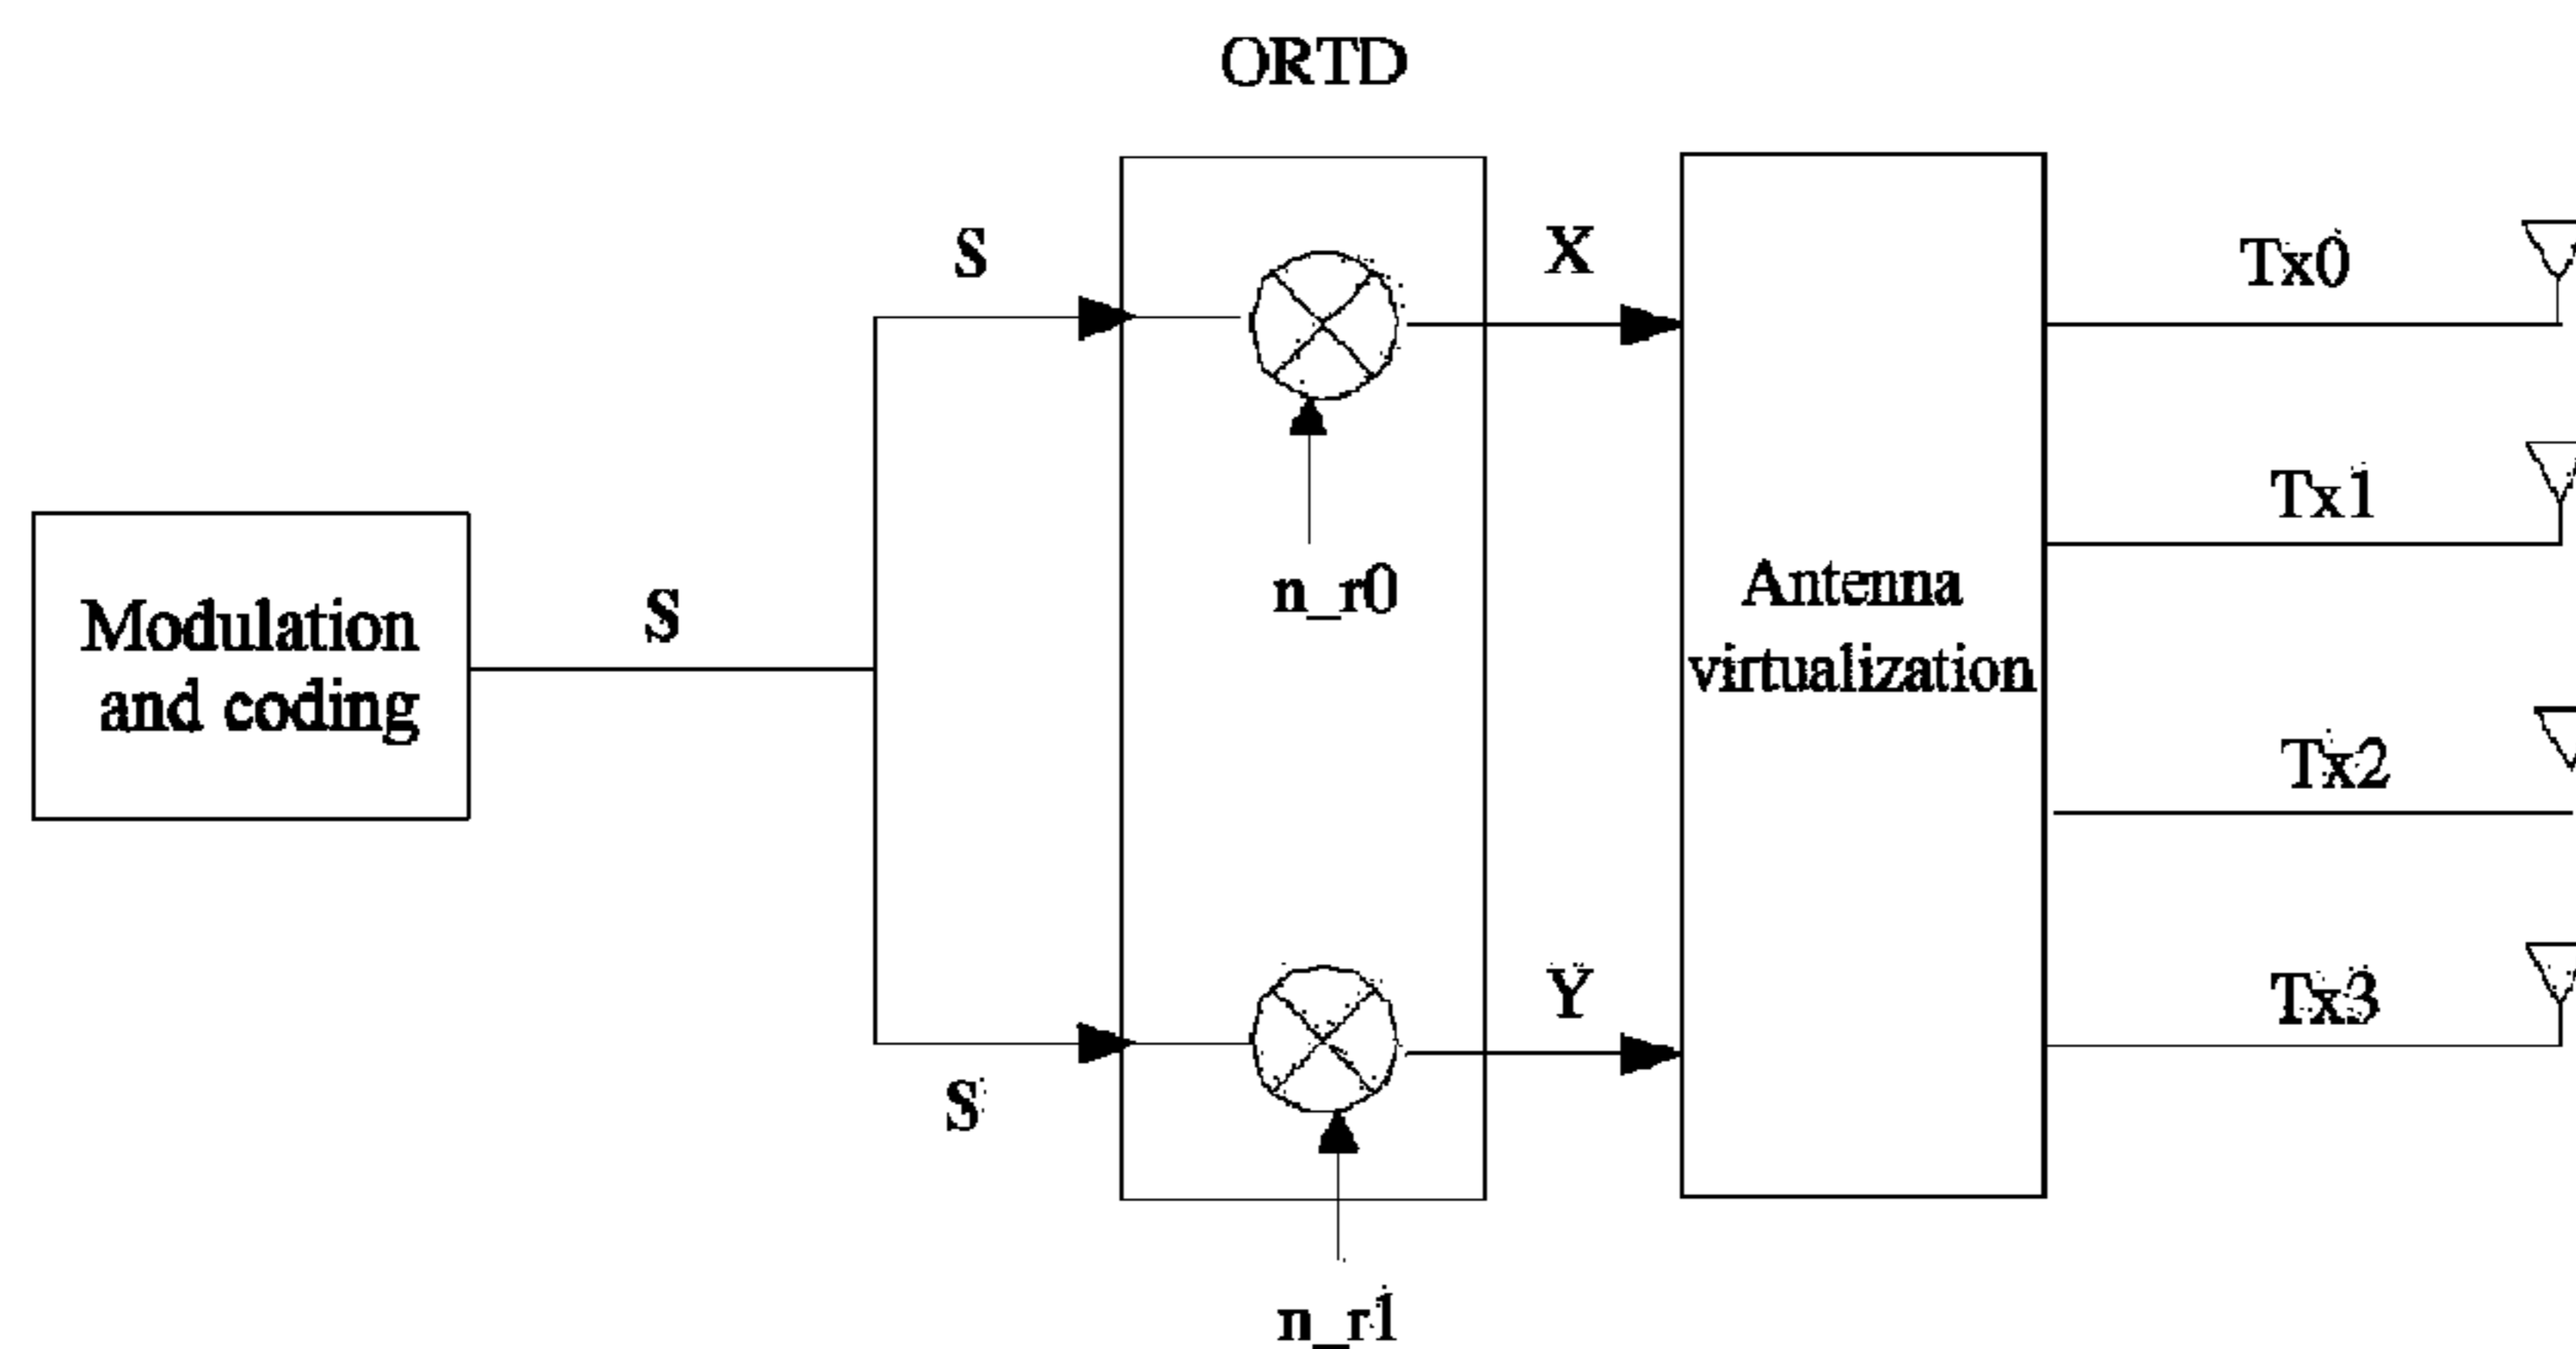 ORTD
S
X
Tx0
Tx1
n_r0
Modulation
and coding
S
Antenna
virtualization
Tx2
Y
Tx3
S
n_r1